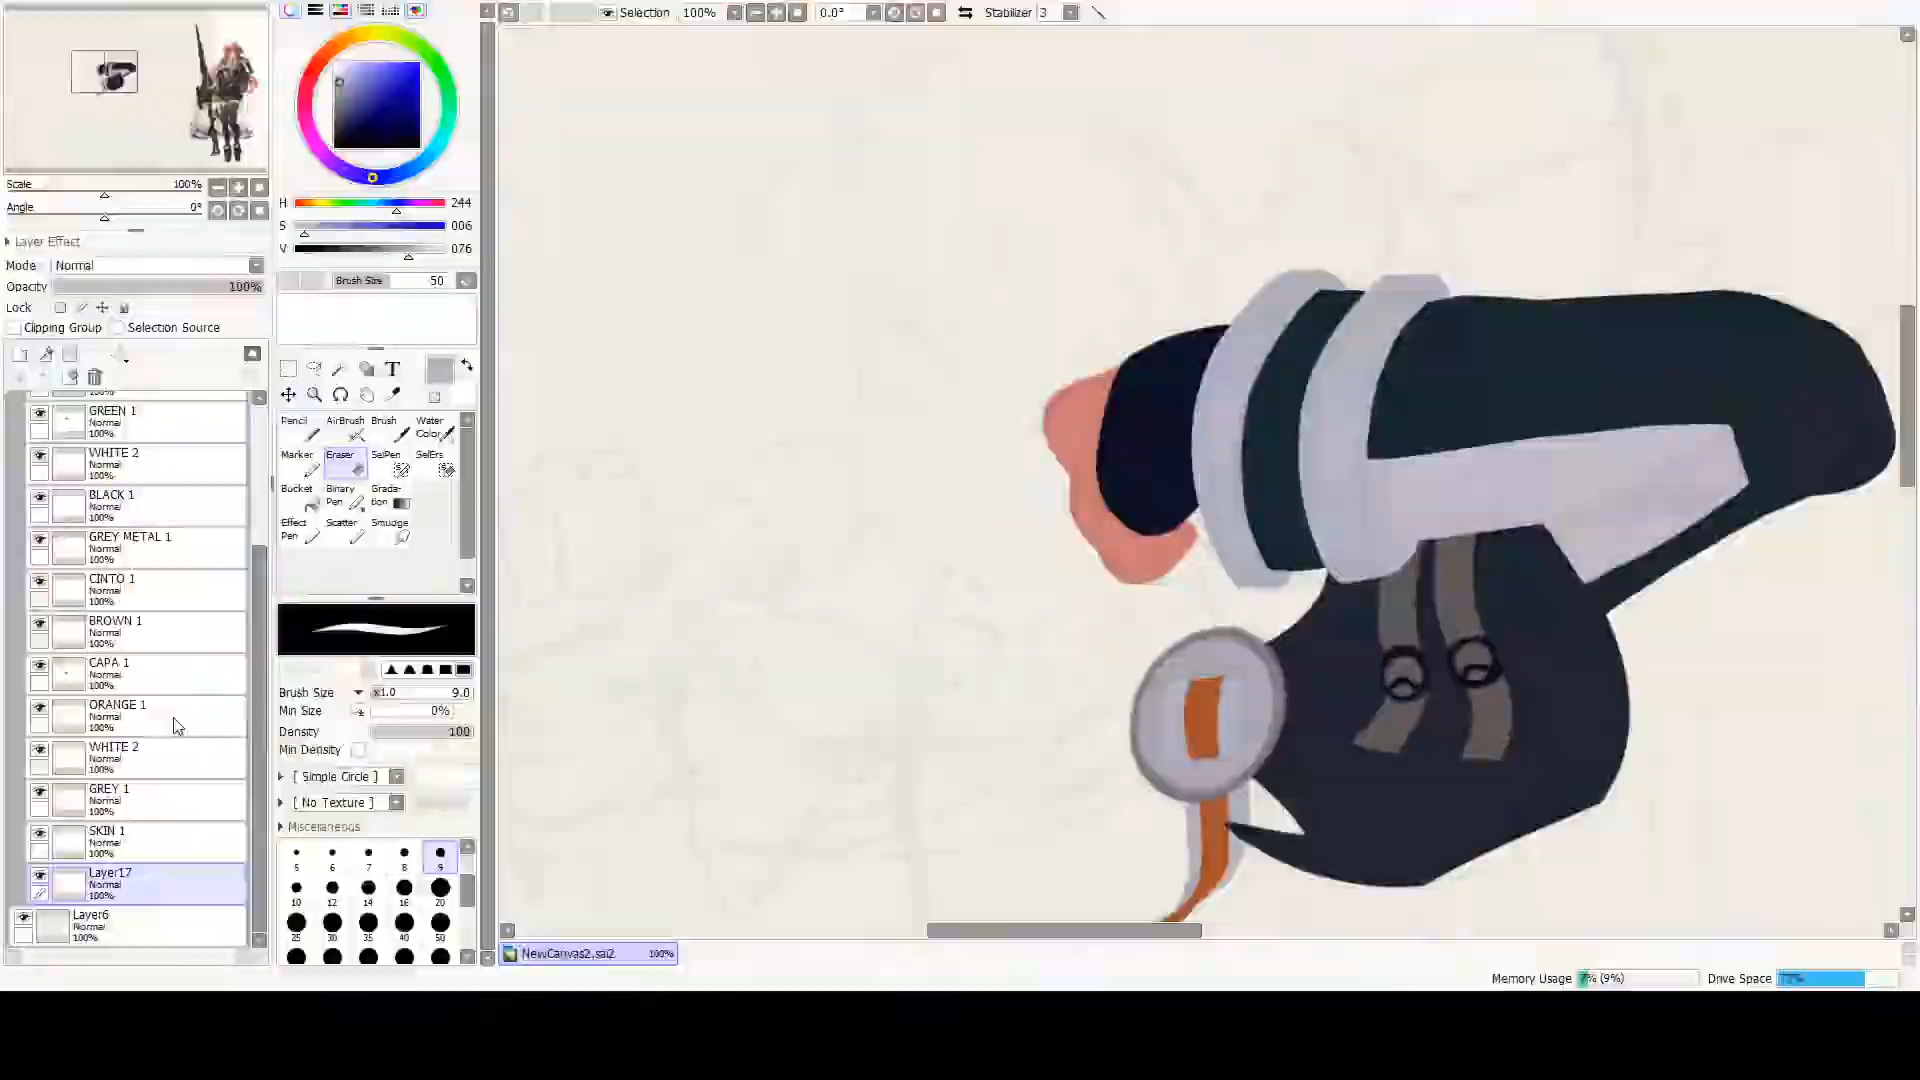 Selection 100% 0.0° Stabilizer 3
Scale 100%
Angle 0°
Layer Effect
Mode Normal
Opacity 100%
Lock
Clipping Group Selection Source
100%
GREEN 1
Normal
100%
WHITE 2
Normal
100%
BLACK 1
Normal
100%
GREY METAL 1
Normal
100%
CINTO 1
Normal
100%
BROWN 1
Normal
100%
CAPA 1
Normal
100%
ORANGE 1
Normal
100%
WHITE 2
Normal
100%
GREY 1
Normal
100%
SKIN 1
Normal
100%
Layer17
Normal
100%
Layer6
Normal
100%
H 244
S 006
V 076
Brush Size 50
T
Pencil AirBrush Brush Water Color
Marker Eraser SelPen SelErs
Bucket Binary Pen Grada-tion
Effect Pen Scatter Smudge
Brush Size x1.0 9.0
Min Size 0%
Density 100
Min Density
[ Simple Circle ]
[ No Texture ]
Miscellaneous
5 6 7 8 9
10 12 14 16 20
25 30 35 40 50
NewCanvas2.sai2 100%
Memory Usage 7% (9%) Drive Space